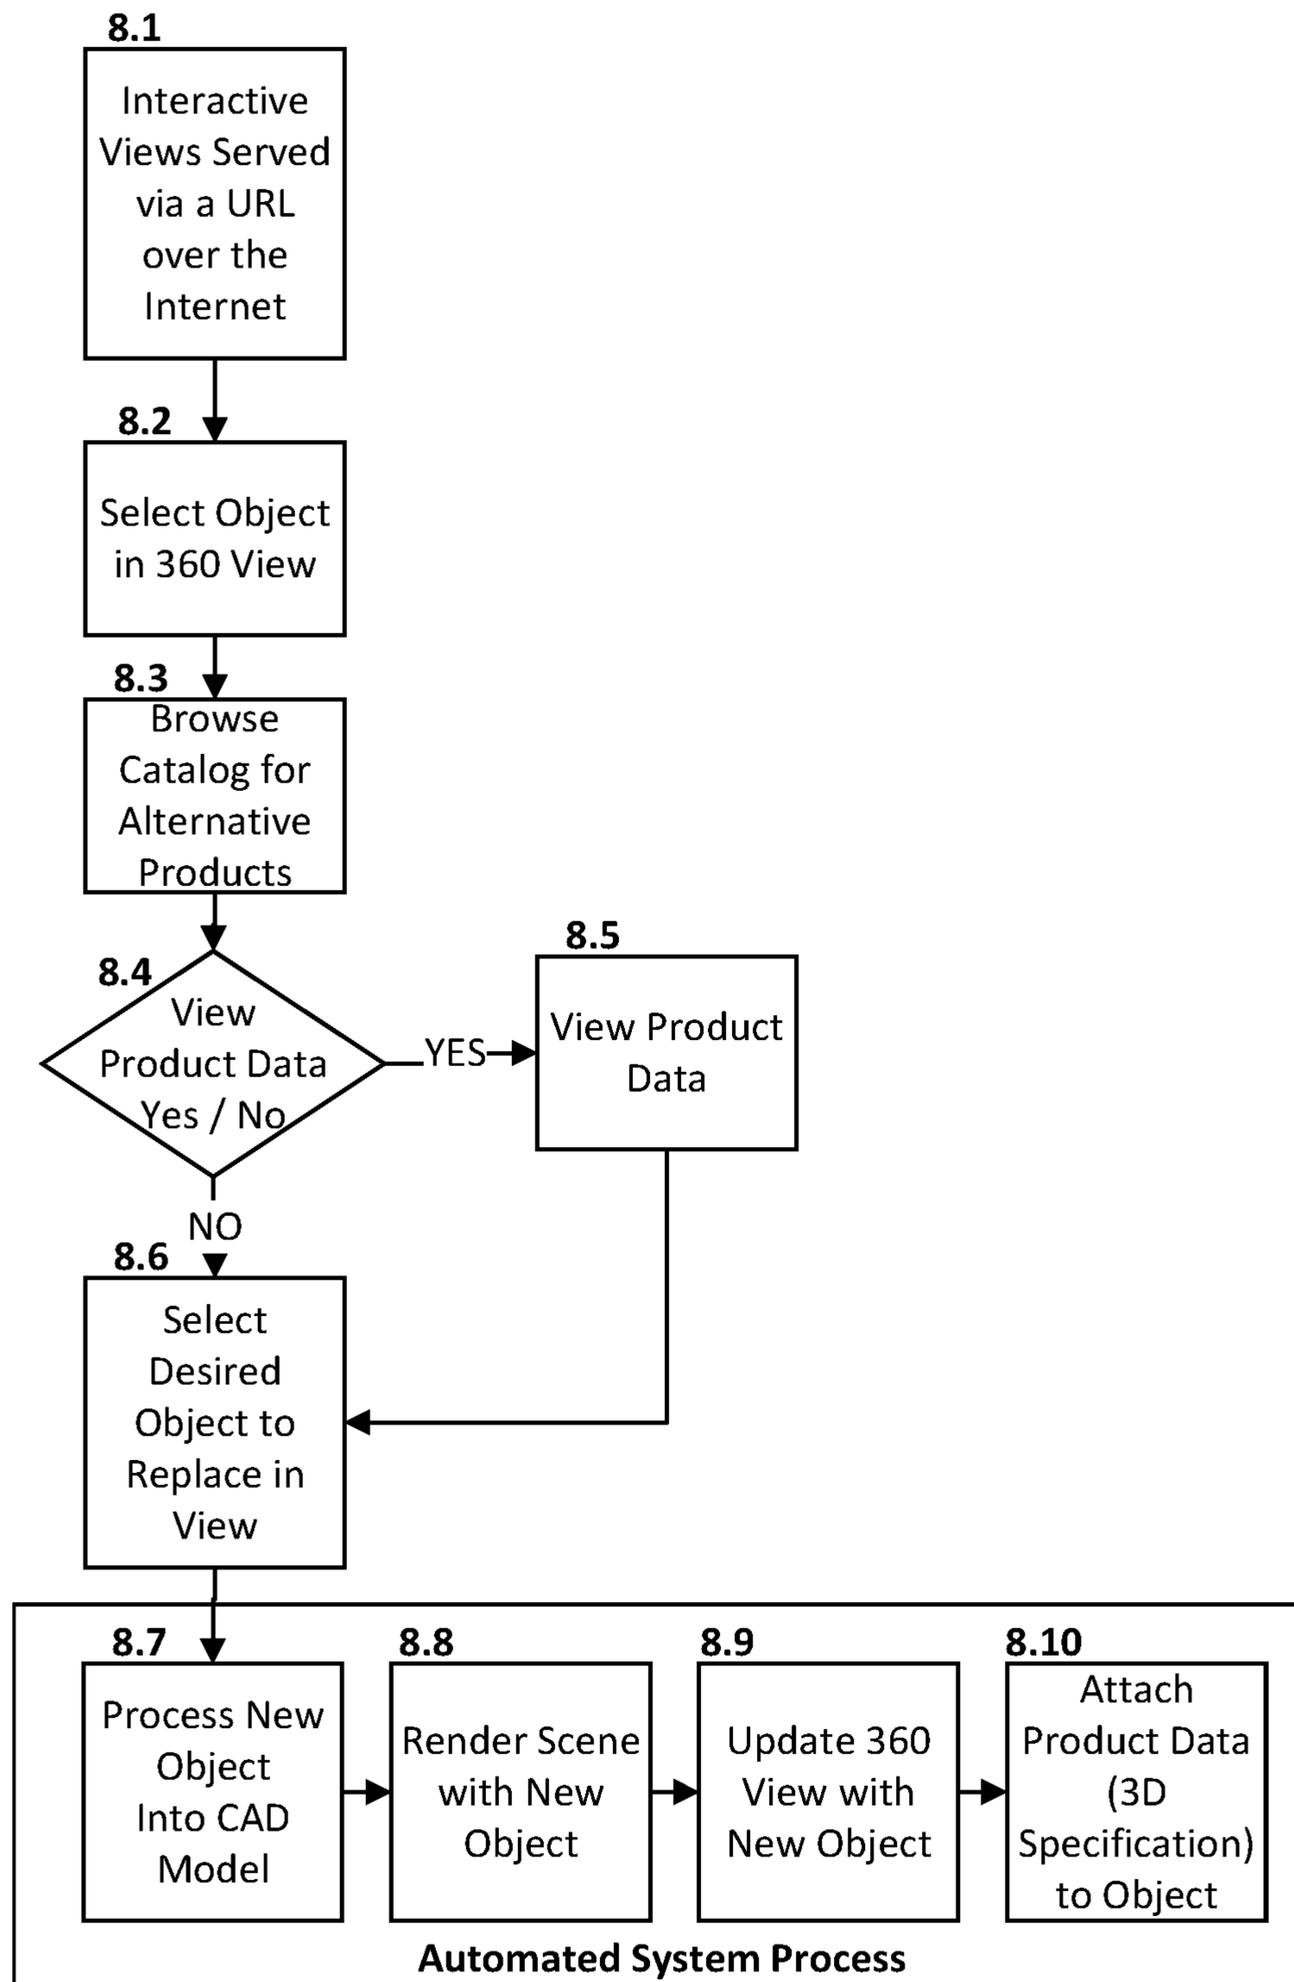 8.1
Interactive
Views Served
via a URL
over the
Internet
8.2
Select Object
in 360 View
8.3
Browse
Catalog for
Alternative
Products
8.4
View
Product Data
Yes / No
YES
8.5
View Product
Data
NO
8.6
Select
Desired
Object to
Replace in
View
8.7
Process New
Object
Into CAD
Model
8.8
Render Scene
with New
Object
8.9
Update 360
View with
New Object
8.10
Attach
Product Data
(3D
Specification)
to Object
Automated System Process